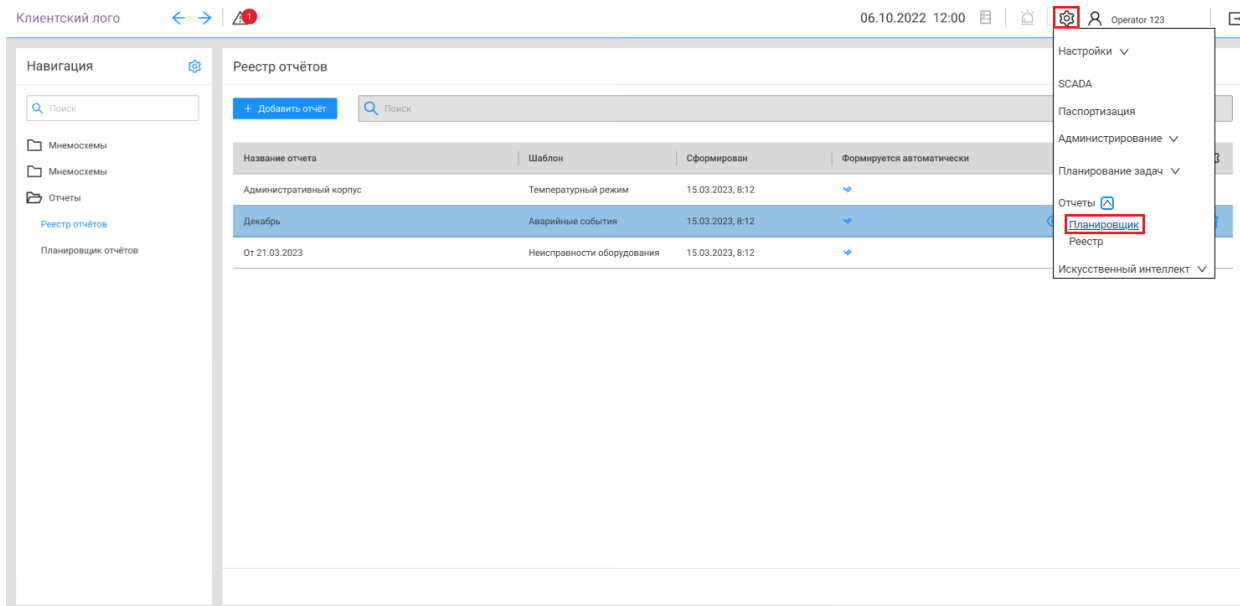 Клиентский лого
1
06.10.2022 12:00
Operator 123
Навигация
Поиск
Мнемосхемы
Мнемосхемы
Отчеты
Реестр отчётов
Планировщик отчётов
Реестр отчётов
+ Добавить отчёт
Поиск
Название отчета Шаблон Сформирован Формируется автоматически
Административный корпус Температурный режим 15.03.2023, 8:12
Декабрь Аварийные события 15.03.2023, 8:12
От 21.03.2023 Неисправности оборудования 15.03.2023, 8:12
Настройки
SCADA
Паспортизация
Администрирование
Планирование задач
Отчеты
Планировщик
Реестр
Искусственный интеллект